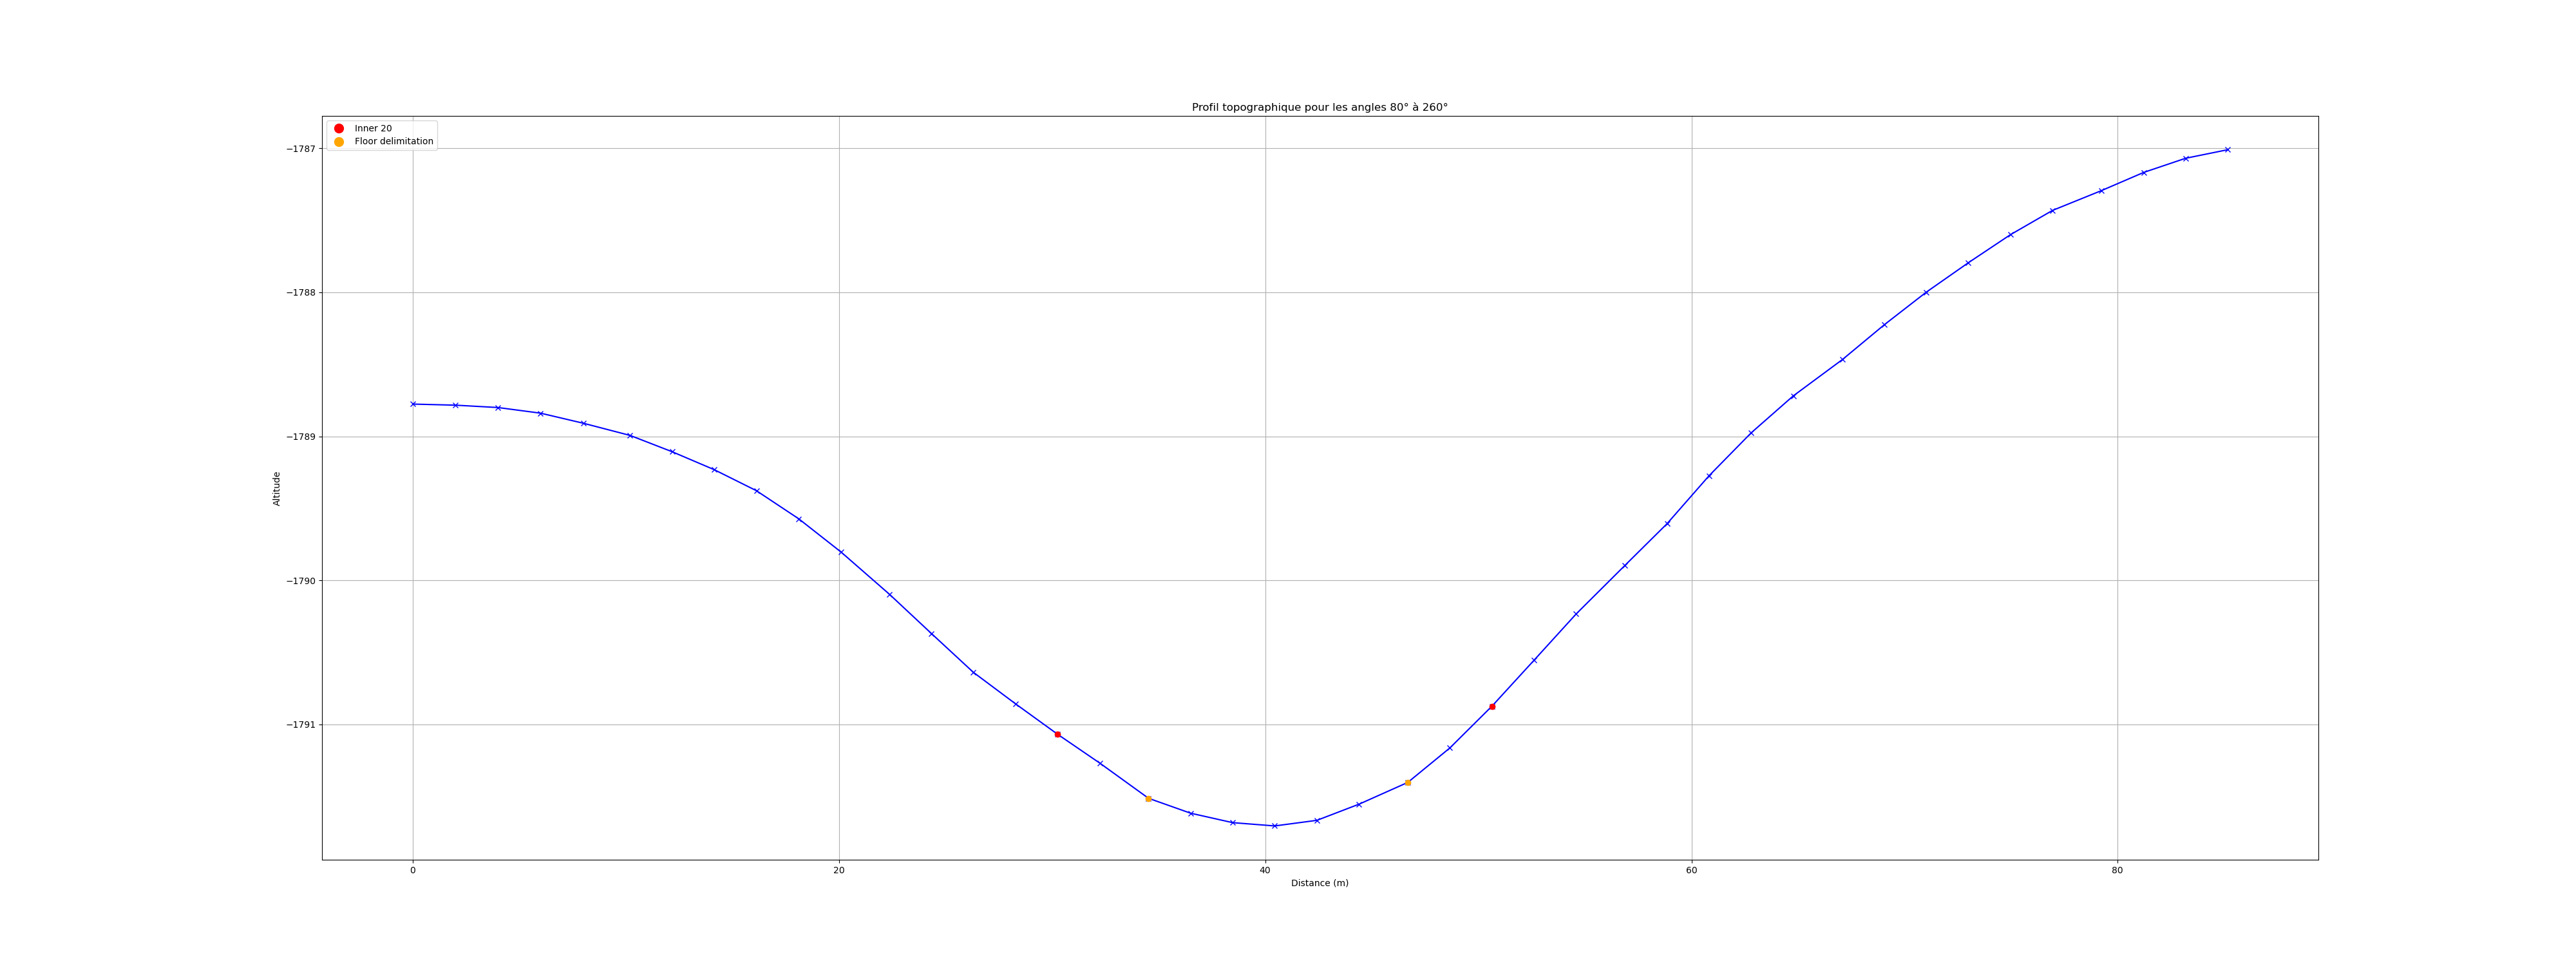 Profil topographique pour les angles 80° à 260°
Inner 20
Floor delimitation
−1787
−1788
−1789
−1790
−1791
Altitude
0 20 40 60 80
Distance (m)